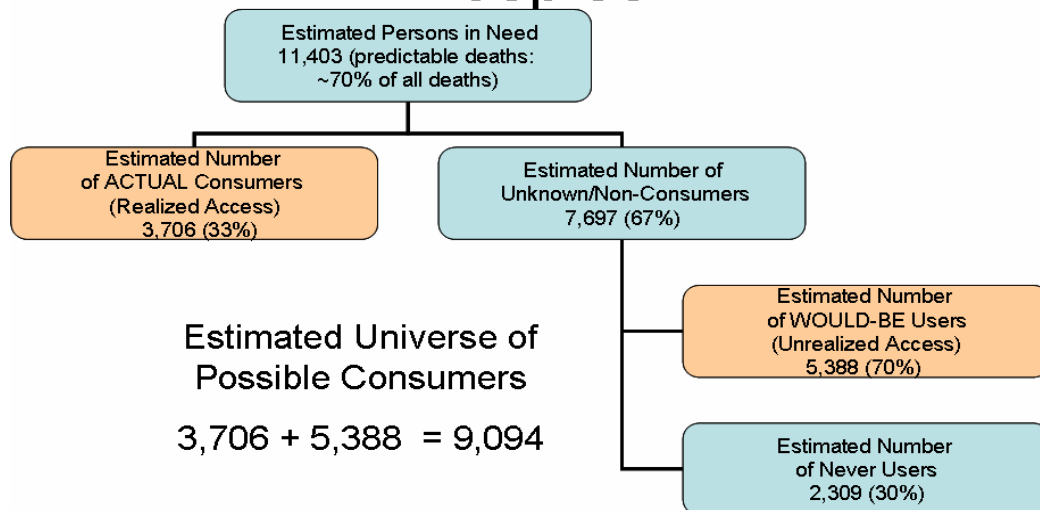 Estimated Persons in Need
11,403 (predictable deaths:
~70% of all deaths)
Estimated Number
of ACTUAL Consumers
(Realized Access)
3,706 (33%)
Estimated Number of
Unknown/Non-Consumers
7,697 (67%)
Estimated Number
of WOULD-BE Users
(Unrealized Access)
5,388 (70%)
Estimated Universe of
Possible Consumers
3,706 + 5,388 = 9,094
Estimated Number
of Never Users
2,309 (30%)